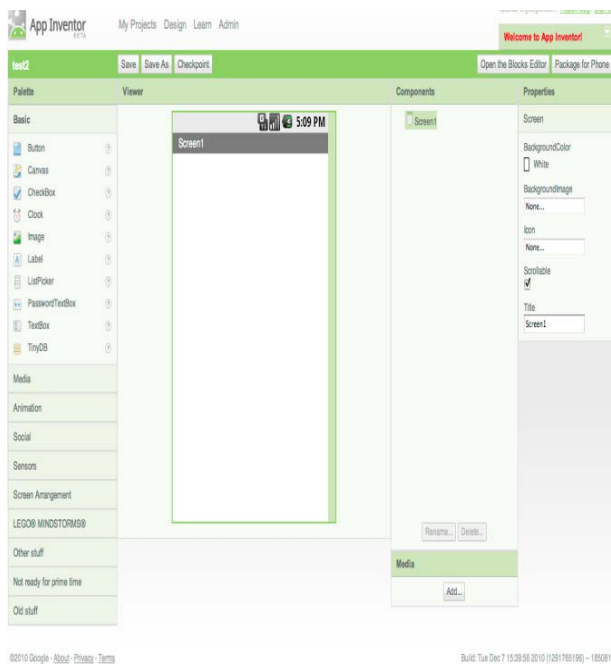 App Inventor
BETA
My Projects Design Learn Admin
Welcome to App Inventor!
test2
Save Save As Checkpoint
Open the Blocks Editor Package for Phone
Palette
Viewer
Components
Properties
Basic
Button
Canvas
CheckBox
Clock
Image
Label
ListPicker
PasswordTextBox
TextBox
TinyDB
Media
Animation
Social
Sensors
Screen Arrangement
LEGO® MINDSTORMS®
Other stuff
Not ready for prime time
Old stuff
5:09 PM
Screen1
Screen1
Rename... Delete...
Media
Add...
Screen
BackgroundColor
White
BackgroundImage
None...
Icon
None...
Scrollable
Title
Screen1
©2010 Google - About - Privacy - Terms
Build: Tue Dec 7 15:39:56 2010 (1291765196) – 185081